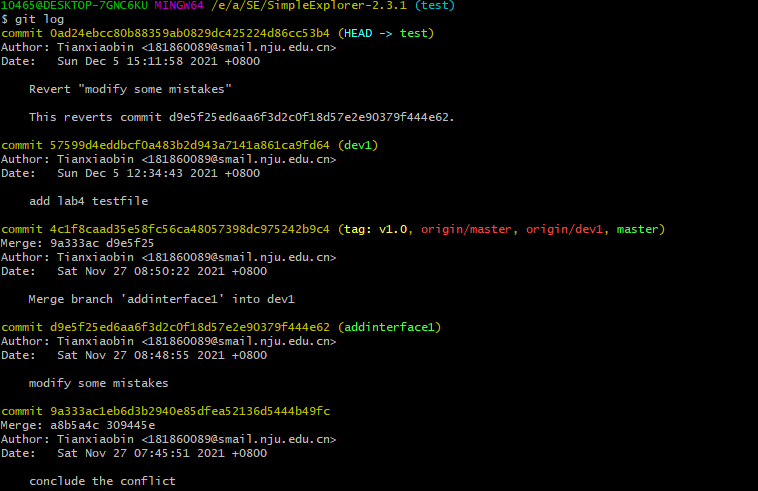 10465@DESKTOP-7GNC6KU MINGW64 /e/a/SE/SimpleExplorer-2.3.1 (test)
$ git log
commit 0ad24ebcc80b88359ab0829dc425224d86cc53b4 (HEAD -> test)
Author: Tianxiaobin <181860089@smail.nju.edu.cn>
Date:   Sun Dec 5 15:11:58 2021 +0800
    Revert "modify some mistakes"
    This reverts commit d9e5f25ed6aa6f3d2c0f18d57e2e90379f444e62.
commit 57599d4eddbcf0a483b2d943a7141a861ca9fd64 (dev1)
Author: Tianxiaobin <181860089@smail.nju.edu.cn>
Date:   Sun Dec 5 12:34:43 2021 +0800
    add lab4 testfile
commit 4c1f8caad35e58fc56ca48057398dc975242b9c4 (tag: v1.0, origin/master, origin/dev1, master)
Merge: 9a333ac d9e5f25
Author: Tianxiaobin <181860089@smail.nju.edu.cn>
Date:   Sat Nov 27 08:50:22 2021 +0800
    Merge branch 'addinterface1' into dev1
commit d9e5f25ed6aa6f3d2c0f18d57e2e90379f444e62 (addinterface1)
Author: Tianxiaobin <181860089@smail.nju.edu.cn>
Date:   Sat Nov 27 08:48:55 2021 +0800
    modify some mistakes
commit 9a333ac1eb6d3b2940e85dfea52136d5444b49fc
Merge: a8b5a4c 309445e
Author: Tianxiaobin <181860089@smail.nju.edu.cn>
Date:   Sat Nov 27 07:45:51 2021 +0800
    conclude the conflict